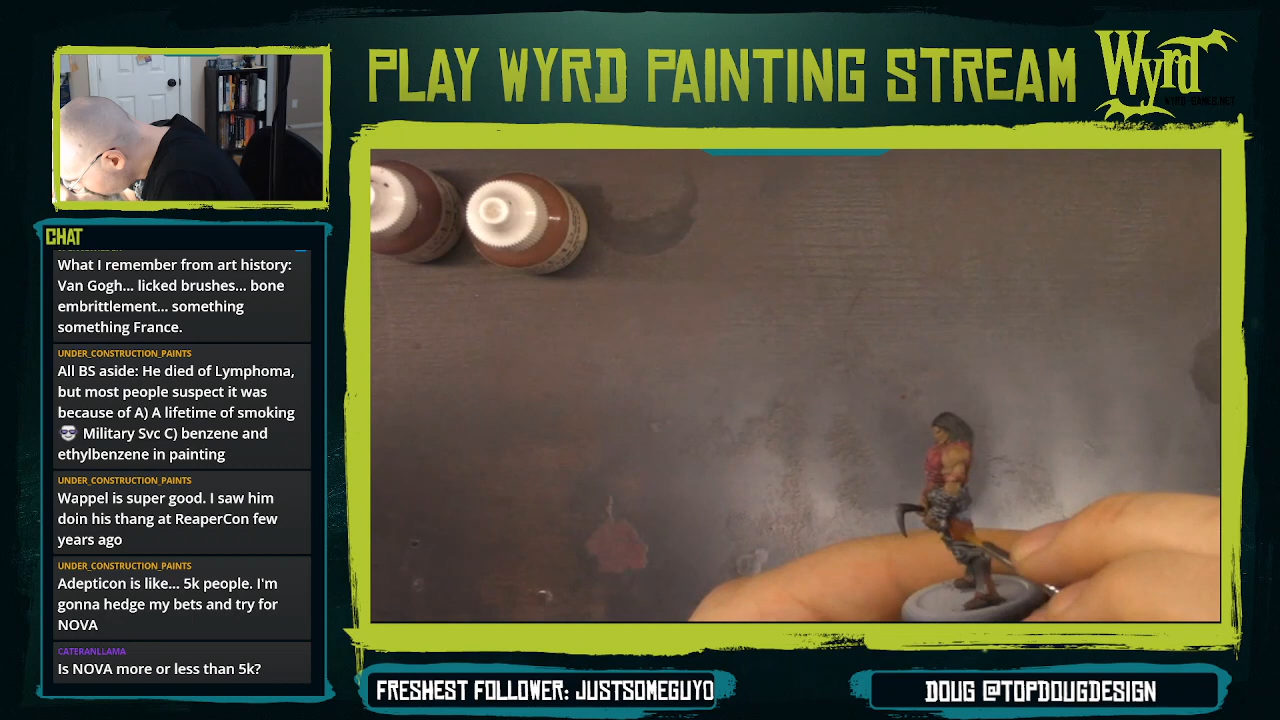 PLAY WYRD PAINTING STREAM
Wyrd
WYRD-GAMES.NET
CHAT
What I remember from art history:
Van Gogh... licked brushes... bone
embrittlement... something
something France.
UNDER_CONSTRUCTION_PAINTS
All BS aside: He died of Lymphoma,
but most people suspect it was
because of A) A lifetime of smoking
Military Svc C) benzene and
ethylbenzene in painting
UNDER_CONSTRUCTION_PAINTS
Wappel is super good. I saw him
doin his thang at ReaperCon few
years ago
UNDER_CONSTRUCTION_PAINTS
Adepticon is like... 5k people. I'm
gonna hedge my bets and try for
NOVA
CATERANLLAMA
Is NOVA more or less than 5k?
FRESHEST FOLLOWER: JUSTSOMEGUYO
DOUG @TOPDOUGDESIGN